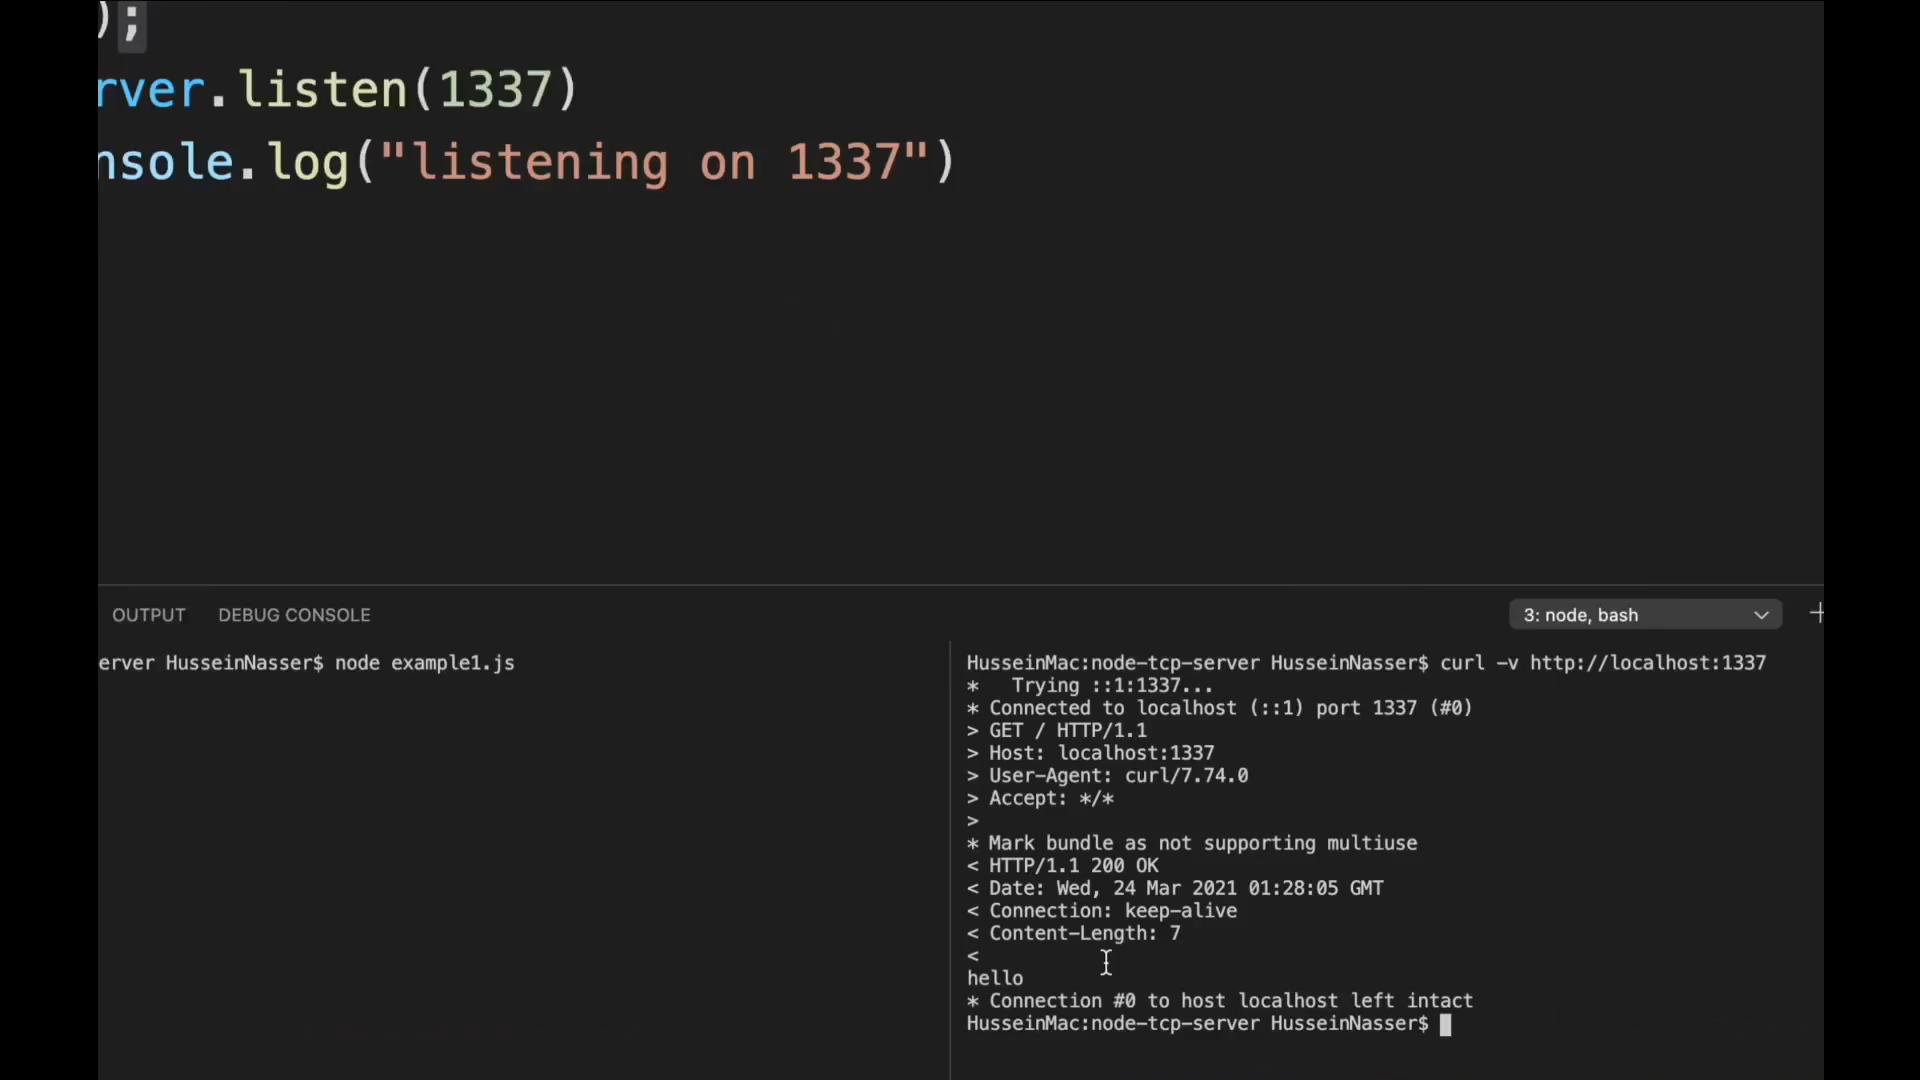 );
rver.listen(1337)
nsole.log("listening on 1337")
OUTPUT DEBUG CONSOLE
3: node, bash
erver HusseinNasser$ node example1.js
HusseinMac:node-tcp-server HusseinNasser$ curl -v http://localhost:1337
*   Trying ::1:1337...
* Connected to localhost (::1) port 1337 (#0)
> GET / HTTP/1.1
> Host: localhost:1337
> User-Agent: curl/7.74.0
> Accept: */*
>
* Mark bundle as not supporting multiuse
< HTTP/1.1 200 OK
< Date: Wed, 24 Mar 2021 01:28:05 GMT
< Connection: keep-alive
< Content-Length: 7
<
hello
* Connection #0 to host localhost left intact
HusseinMac:node-tcp-server HusseinNasser$